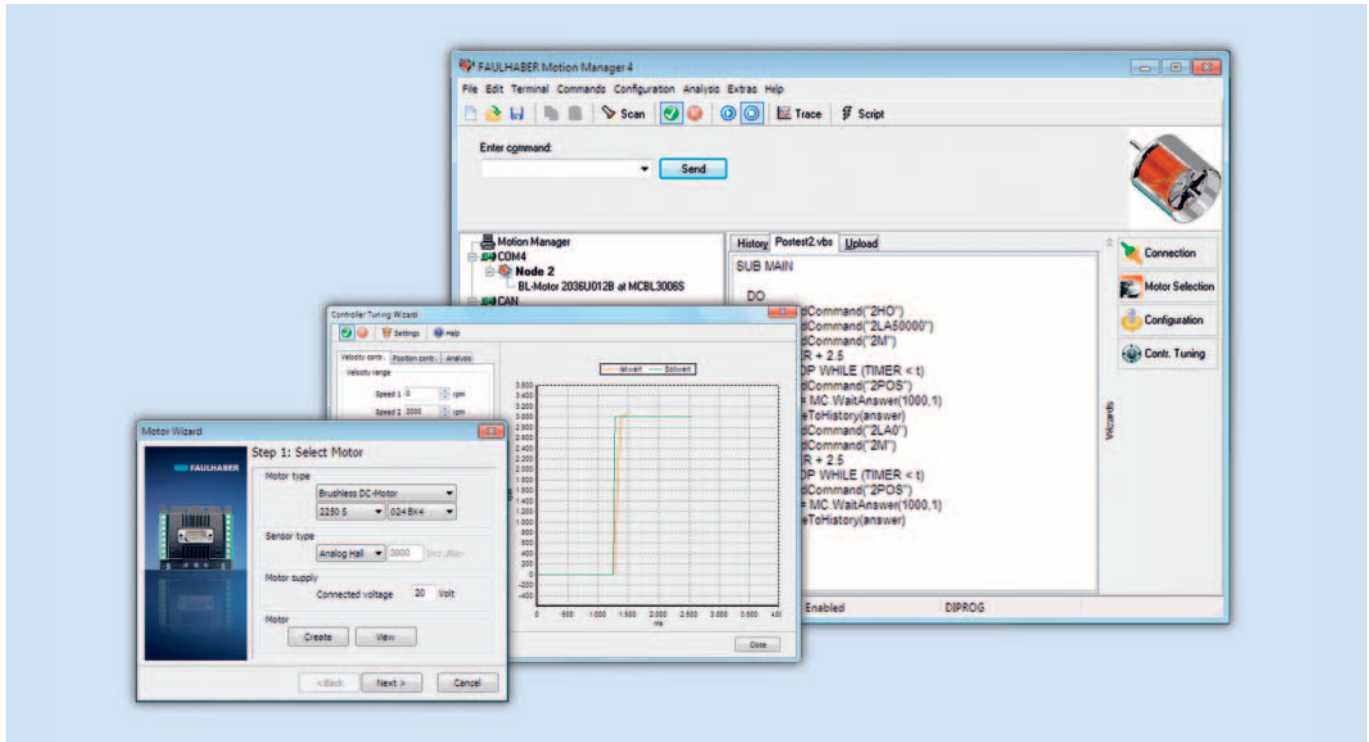 FAULHABER Motion Manager 4
File Edit Terminal Commands Configuration Analysis Extras Help
Scan Trace Script
Enter command:
Send
Motion Manager
COM4
Node 2
BL-Motor 2036U012B at MCBL3006S
CAN
History Postest2.vbs Upload
SUB MAIN
DO
dCommand("2HO")
dCommand("2LA50000")
dCommand("2M")
R + 2.5
OP WHILE (TIMER < t)
dCommand("2POS")
= MC.WaitAnswer(1000,1)
eToHistory(answer)
dCommand("2LA0")
dCommand("2M")
R + 2.5
OP WHILE (TIMER < t)
dCommand("2POS")
= MC.WaitAnswer(1000,1)
eToHistory(answer)
Connection
Motor Selection
Configuration
Contr. Tuning
Wizards
Enabled DIPROG
Controller Tuning Wizard
Settings Help
Velocity contr. Position contr. Analysis
Velocity range
Speed 1 0 rpm
Speed 2 3000 rpm
Istwert Sollwert
3.600
3.400
3.200
3.000
2.800
2.600
2.400
2.200
2.000
1.800
1.600
1.400
1.200
1.000
800
600
400
200
0
-200
-400
0 500 1.000 1.500 2.000 2.500 3.000 3.500
ms
Close
Motor Wizard
FAULHABER
Step 1: Select Motor
Motor type
Brushless DC-Motor
2250 S 024 BX4
Sensor type
Analog Hall 3000 Incr./Rev.
Motor supply
Connected voltage 20 Volt
Motor
Create View
< Back Next > Cancel